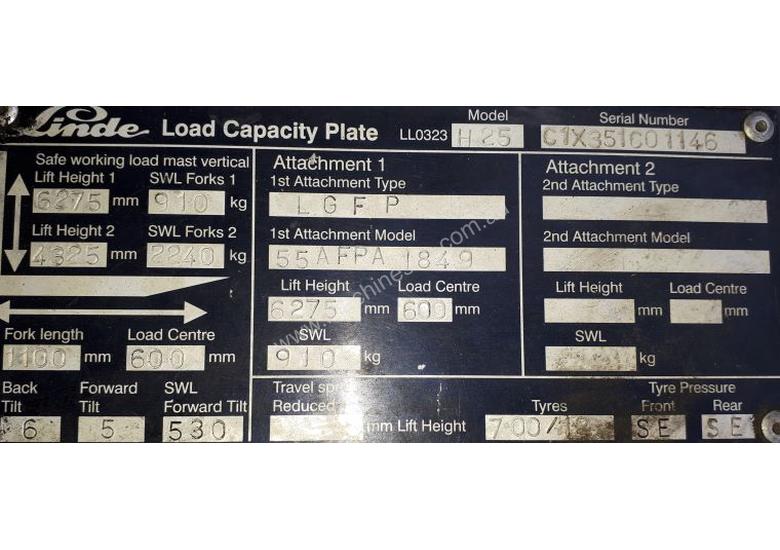 Linde Load Capacity Plate LL0323 Model H25 Serial Number C1X351C01146
Safe working load mast vertical
Lift Height 1 SWL Forks 1
6275 mm 910 kg
Lift Height 2 SWL Forks 2
4325 mm 2240 kg
Fork length Load Centre
1100 mm 600 mm
Back Tilt Forward Tilt SWL Forward Tilt
6 5 530
Attachment 1
1st Attachment Type
LGFP
1st Attachment Model
55AFPA 1849
Lift Height Load Centre
6275 mm 600 mm
SWL
910 kg
Attachment 2
2nd Attachment Type
2nd Attachment Model
Lift Height Load Centre
mm mm
SWL
kg
Travel
Reduced mm Lift Height
Tyres
7·00/
Tyre Pressure
Front Rear
SE SE